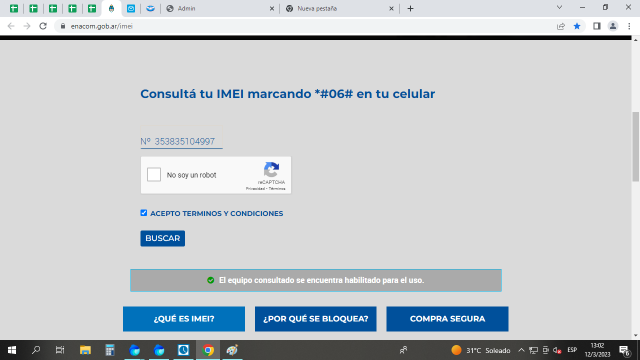 Admin
Nueva pestaña
enacom.gob.ar/imei
Consultá tu IMEI marcando *#06# en tu celular
Nº 353835104997
No soy un robot
reCAPTCHA
Privacidad - Términos
ACEPTO TERMINOS Y CONDICIONES
BUSCAR
El equipo consultado se encuentra habilitado para el uso.
¿QUÉ ES IMEI?
¿POR QUÉ SE BLOQUEA?
COMPRA SEGURA
31°C Soleado
ESP
13:02
12/3/2023